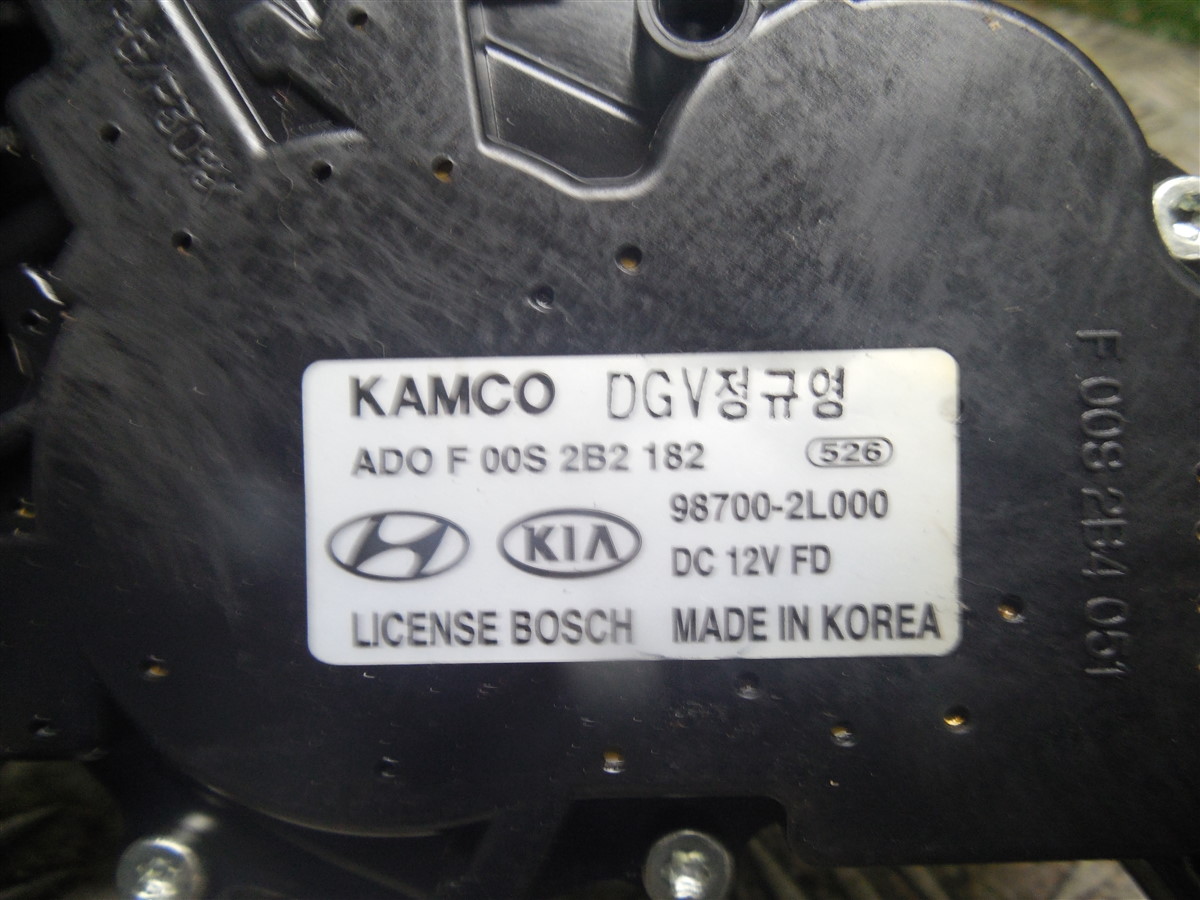 KAMCO DGV정규영
ADO F 00S 2B2 182 526
98700-2L000
KIA
DC 12V FD
LICENSE BOSCH MADE IN KOREA
F 00S 2B4 051